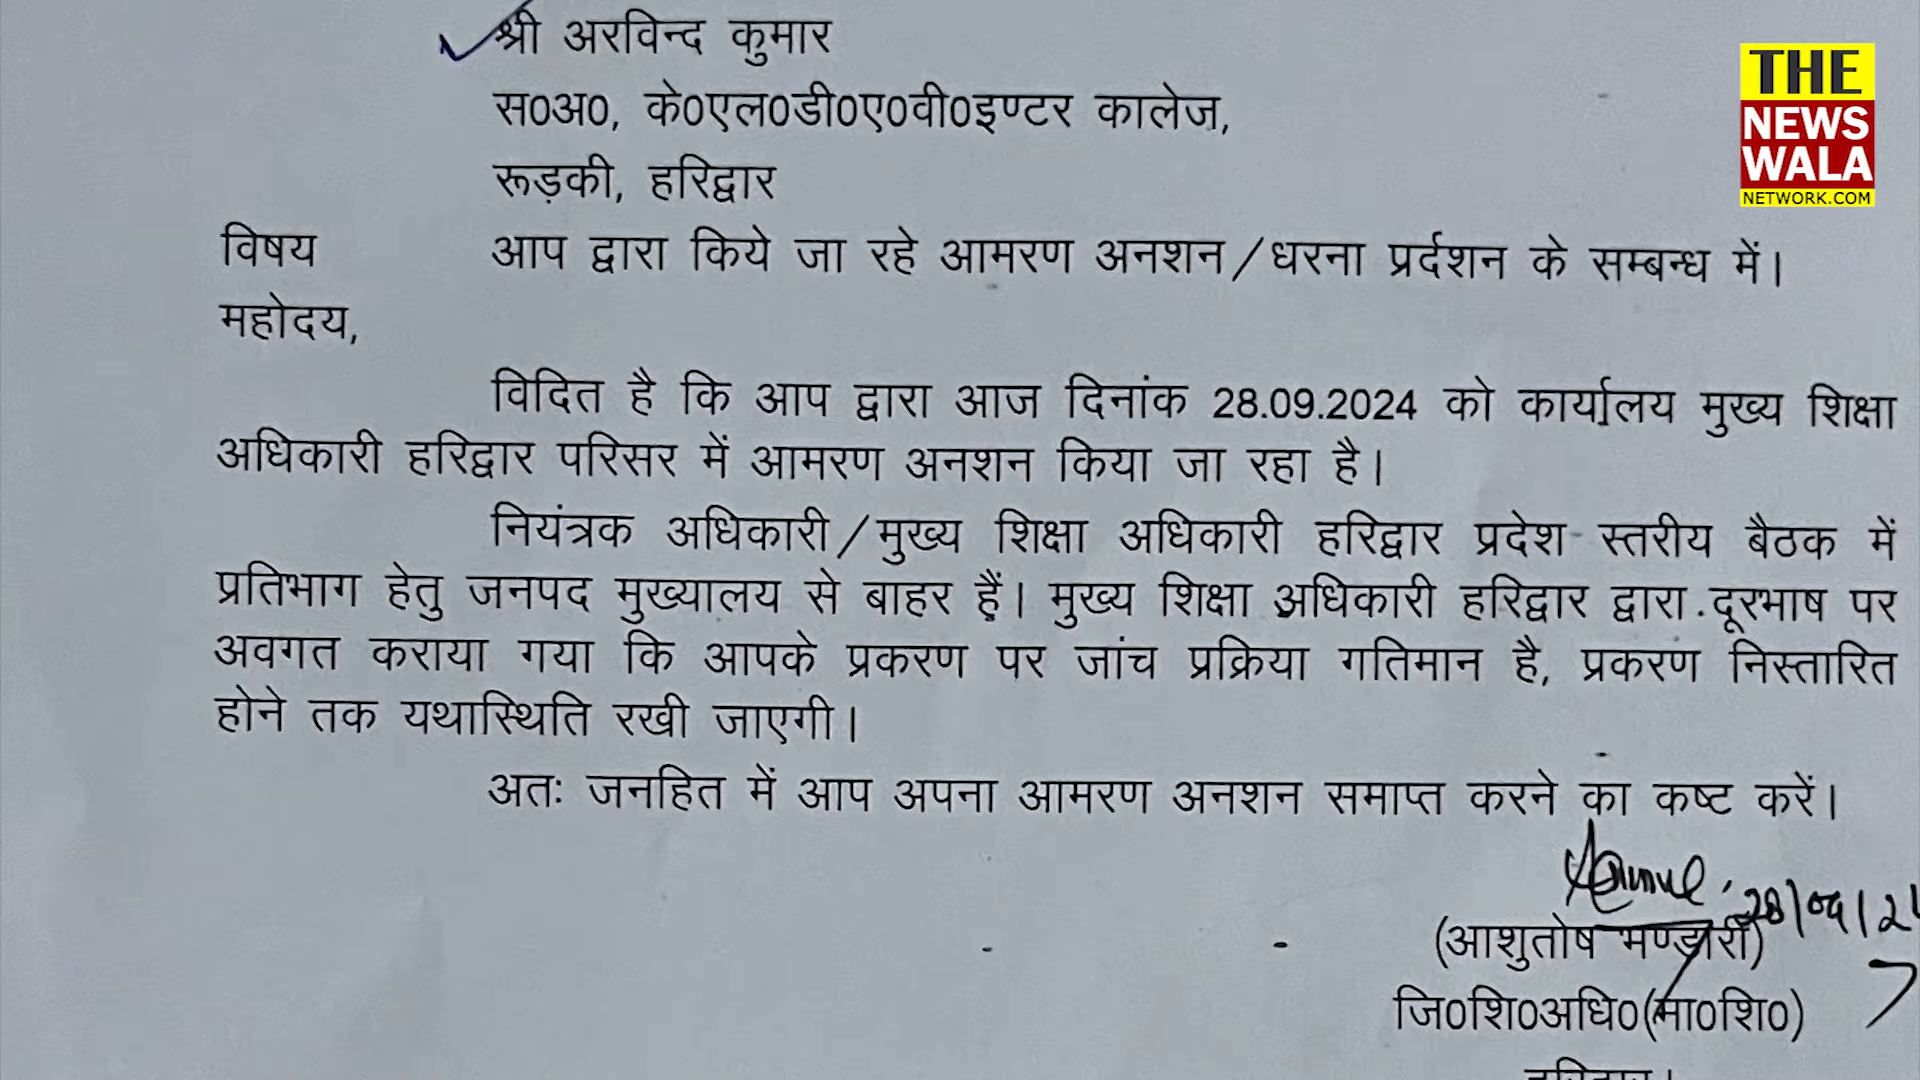 श्री अरविन्द कुमार
स0अ0, के0एल0डी0ए0वी0इण्टर कालेज,
रूड़की, हरिद्वार
THE
NEWS
WALA
NETWORK.COM
विषय आप द्वारा किये जा रहे आमरण अनशन/धरना प्रर्दशन के सम्बन्ध में।
महोदय,
विदित है कि आप द्वारा आज दिनांक 28.09.2024 को कार्यालय मुख्य शिक्षा
अधिकारी हरिद्वार परिसर में आमरण अनशन किया जा रहा है।
नियंत्रक अधिकारी/मुख्य शिक्षा अधिकारी हरिद्वार प्रदेश स्तरीय बैठक में
प्रतिभाग हेतु जनपद मुख्यालय से बाहर हैं। मुख्य शिक्षा अधिकारी हरिद्वार द्वारा दूरभाष पर
अवगत कराया गया कि आपके प्रकरण पर जांच प्रक्रिया गतिमान है, प्रकरण निस्तारित
होने तक यथास्थिति रखी जाएगी।
अतः जनहित में आप अपना आमरण अनशन समाप्त करने का कष्ट करें।
28/09/24
(आशुतोष भण्डारी)
जि0शि0अधि0(मा0शि0)
हरिद्वार।